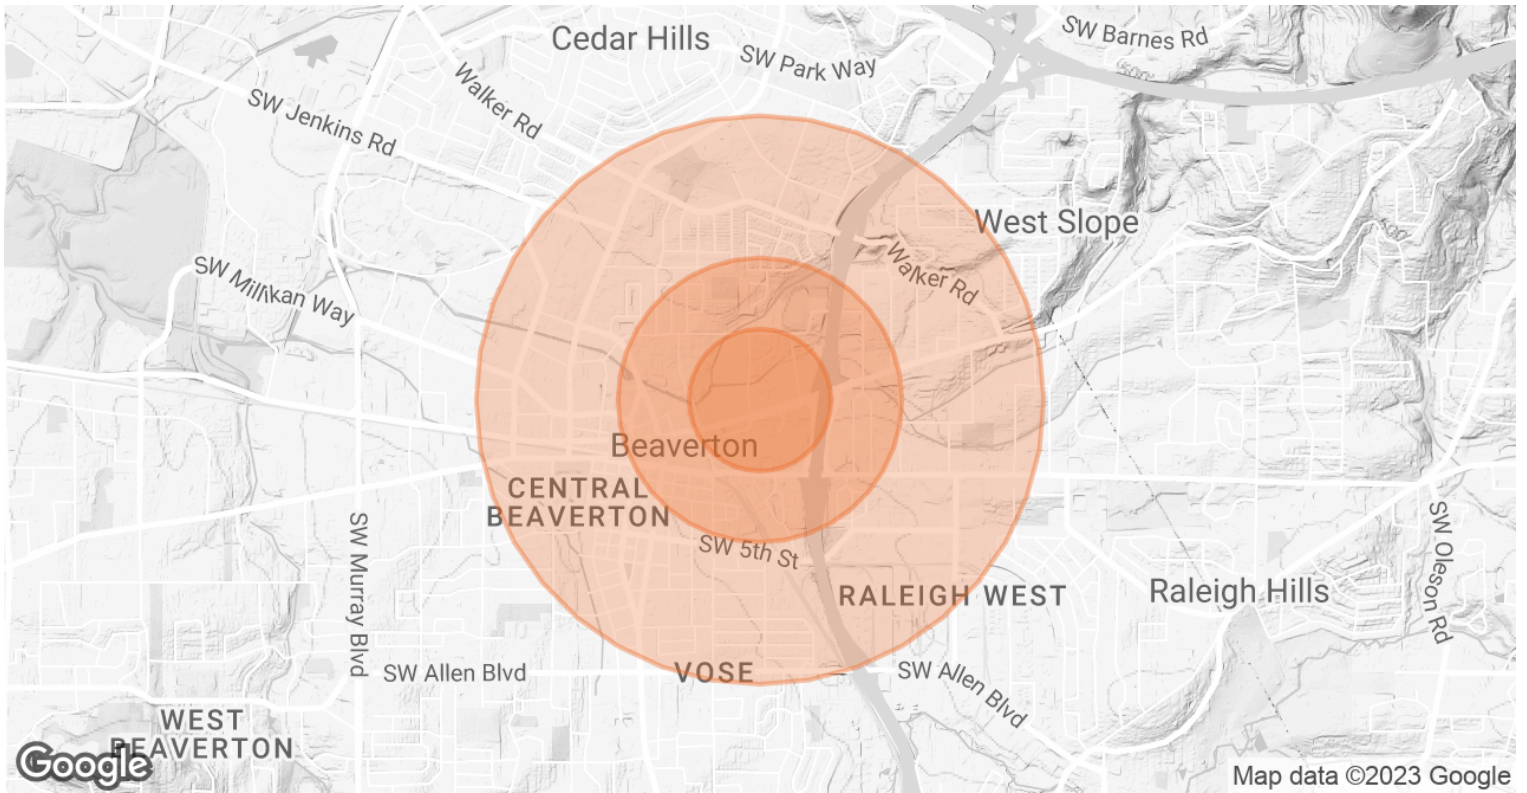 Cedar Hills
SW Barnes Rd
SW Park Way
Walker Rd
SW Jenkins Rd
West Slope
Walker Rd
SW Millikan Way
Beaverton
CENTRAL
BEAVERTON
SW Murray Blvd
SW 5th St
SW Oleson Rd
RALEIGH WEST
Raleigh Hills
SW Allen Blvd
VOSE
SW Allen Blvd
WEST
BEAVERTON
Google
Map data ©2023 Google